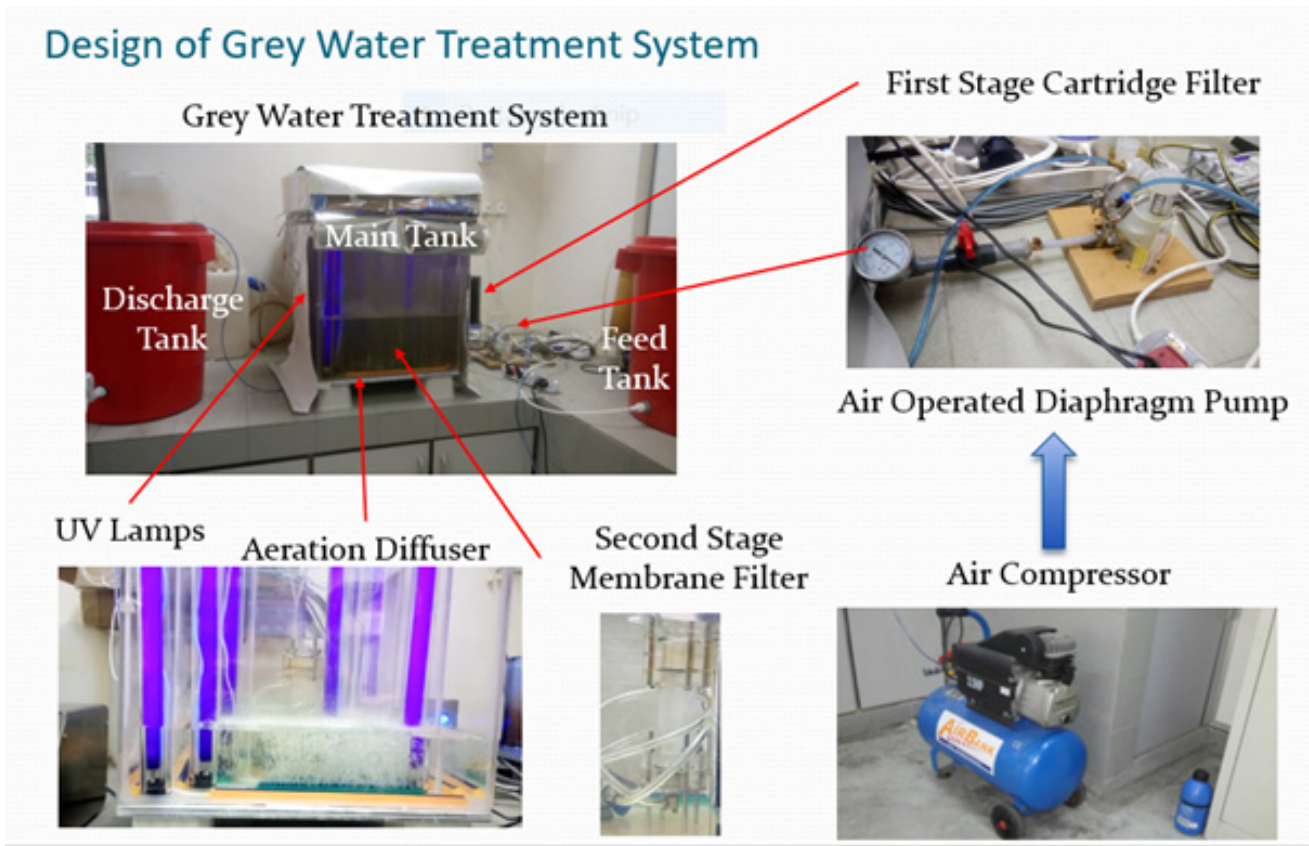 Design of Grey Water Treatment System
First Stage Cartridge Filter
Grey Water Treatment System
Main Tank
Discharge
Tank
Feed
Tank
Air Operated Diaphragm Pump
UV Lamps
Aeration Diffuser
Second Stage
Membrane Filter
Air Compressor
AIRBANK